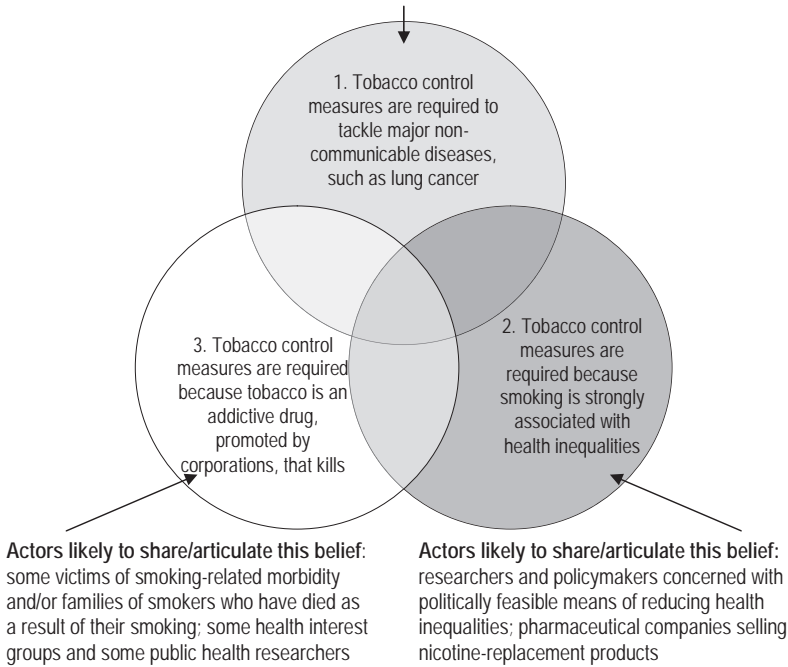 1. Tobacco control
measures are required to
tackle major non-
communicable diseases,
such as lung cancer
3. Tobacco control
measures are required
because tobacco is an
addictive drug,
promoted by
corporations, that kills
2. Tobacco control
measures are
required because
smoking is strongly
associated with
health inequalities
Actors likely to share/articulate this belief:
some victims of smoking-related morbidity
and/or families of smokers who have died as
a result of their smoking; some health interest
groups and some public health researchers
Actors likely to share/articulate this belief:
researchers and policymakers concerned with
politically feasible means of reducing health
inequalities; pharmaceutical companies selling
nicotine-replacement products